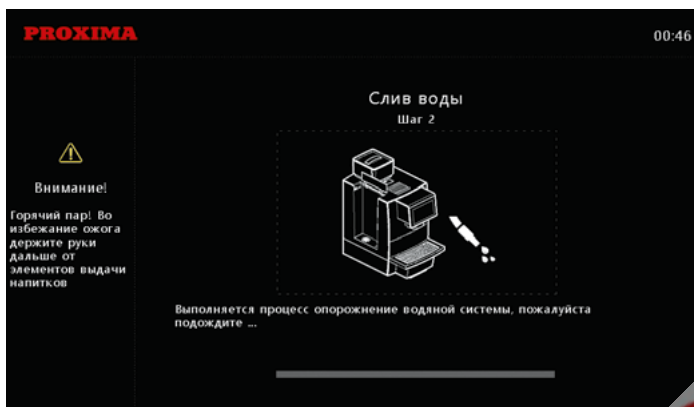 PROXIMA
00:46
Слив воды
Шаг 2
Внимание!
Горячий пар! Во
избежание ожога
держите руки
дальше от
элементов выдачи
напитков
Выполняется процесс опорожнение водяной системы, пожалуйста
подождите ...